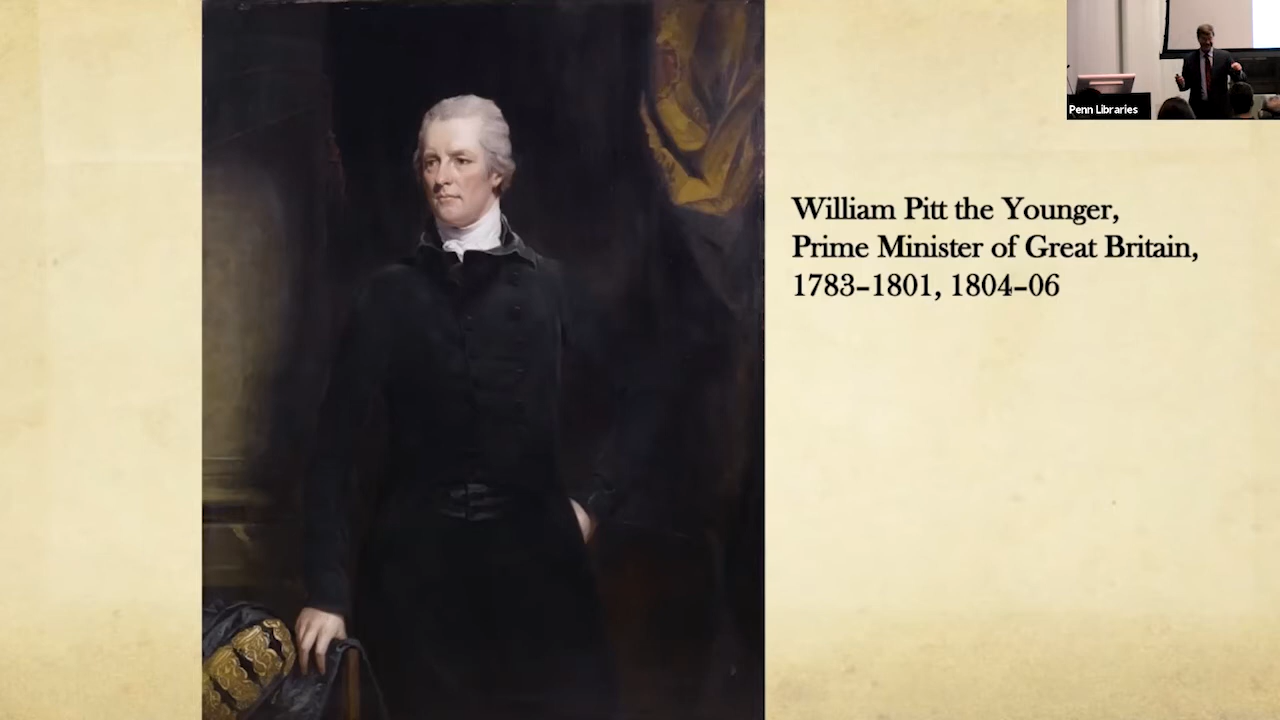 Penn Libraries
William Pitt the Younger,
Prime Minister of Great Britain,
1783–1801, 1804–06